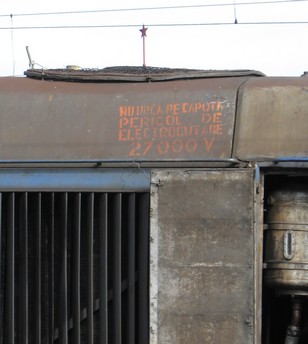 NU URCA PE CAPOTA
PERICOL DE
ELECTROCUTARE
27000 V